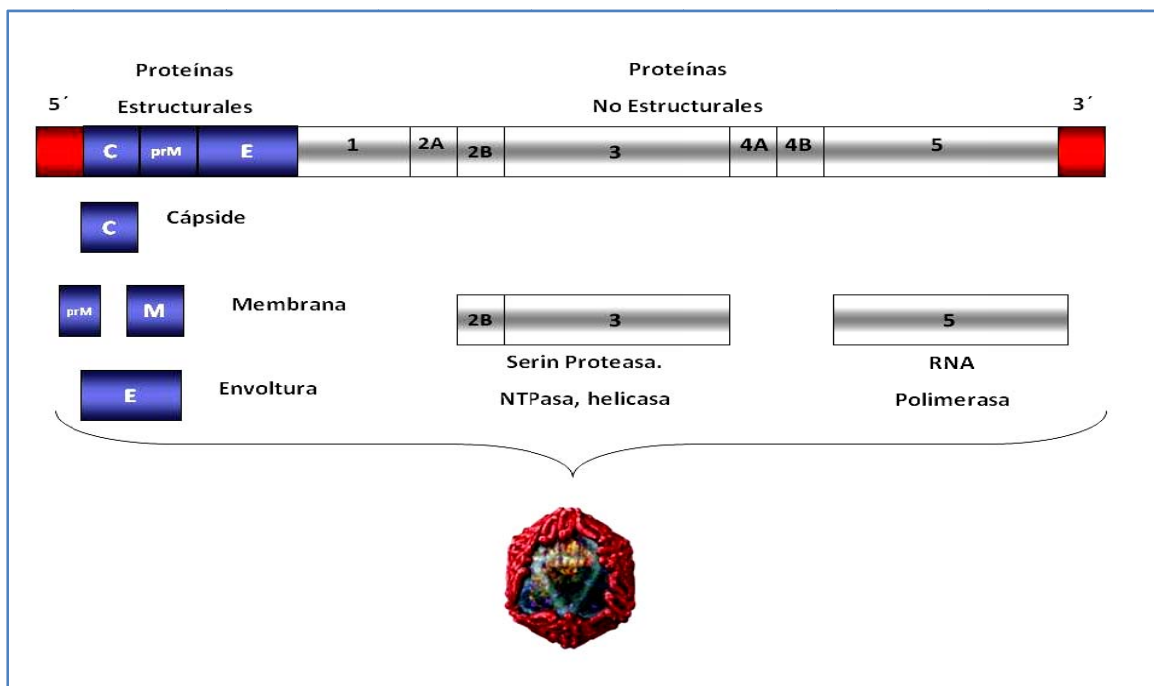 Proteínas
Estructurales
Proteínas
No Estructurales
5´
3´
C prM E 1 2A 2B 3 4A 4B 5
C Cápside
prM M Membrana
2B 3
Serin Proteasa.
NTPasa, helicasa
5
RNA
Polimerasa
E Envoltura